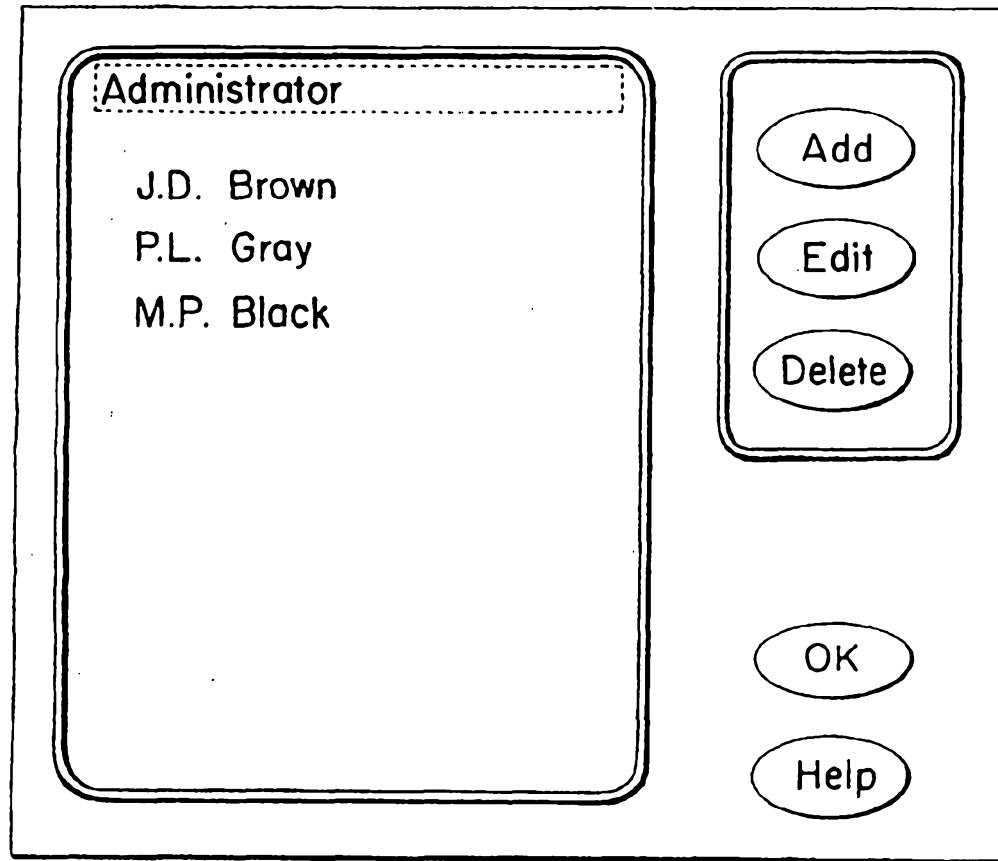 Administrator
J.D. Brown
P.L. Gray
M.P. Black
Add
Edit
Delete
OK
Help